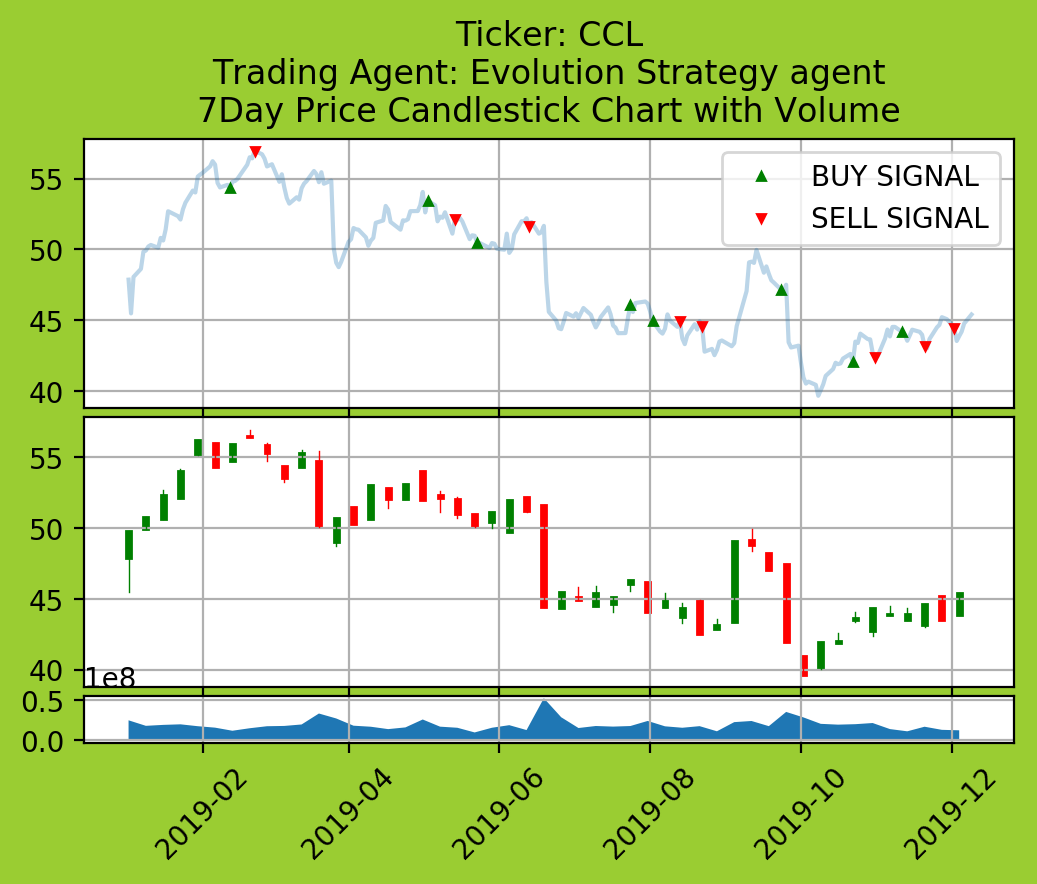 Ticker: CCL
Trading Agent: Evolution Strategy agent
7Day Price Candlestick Chart with Volume
55
50
45
40
BUY SIGNAL
SELL SIGNAL
55
50
45
40
1e8
0.5
0.0
2019-02
2019-04
2019-06
2019-08
2019-10
2019-12